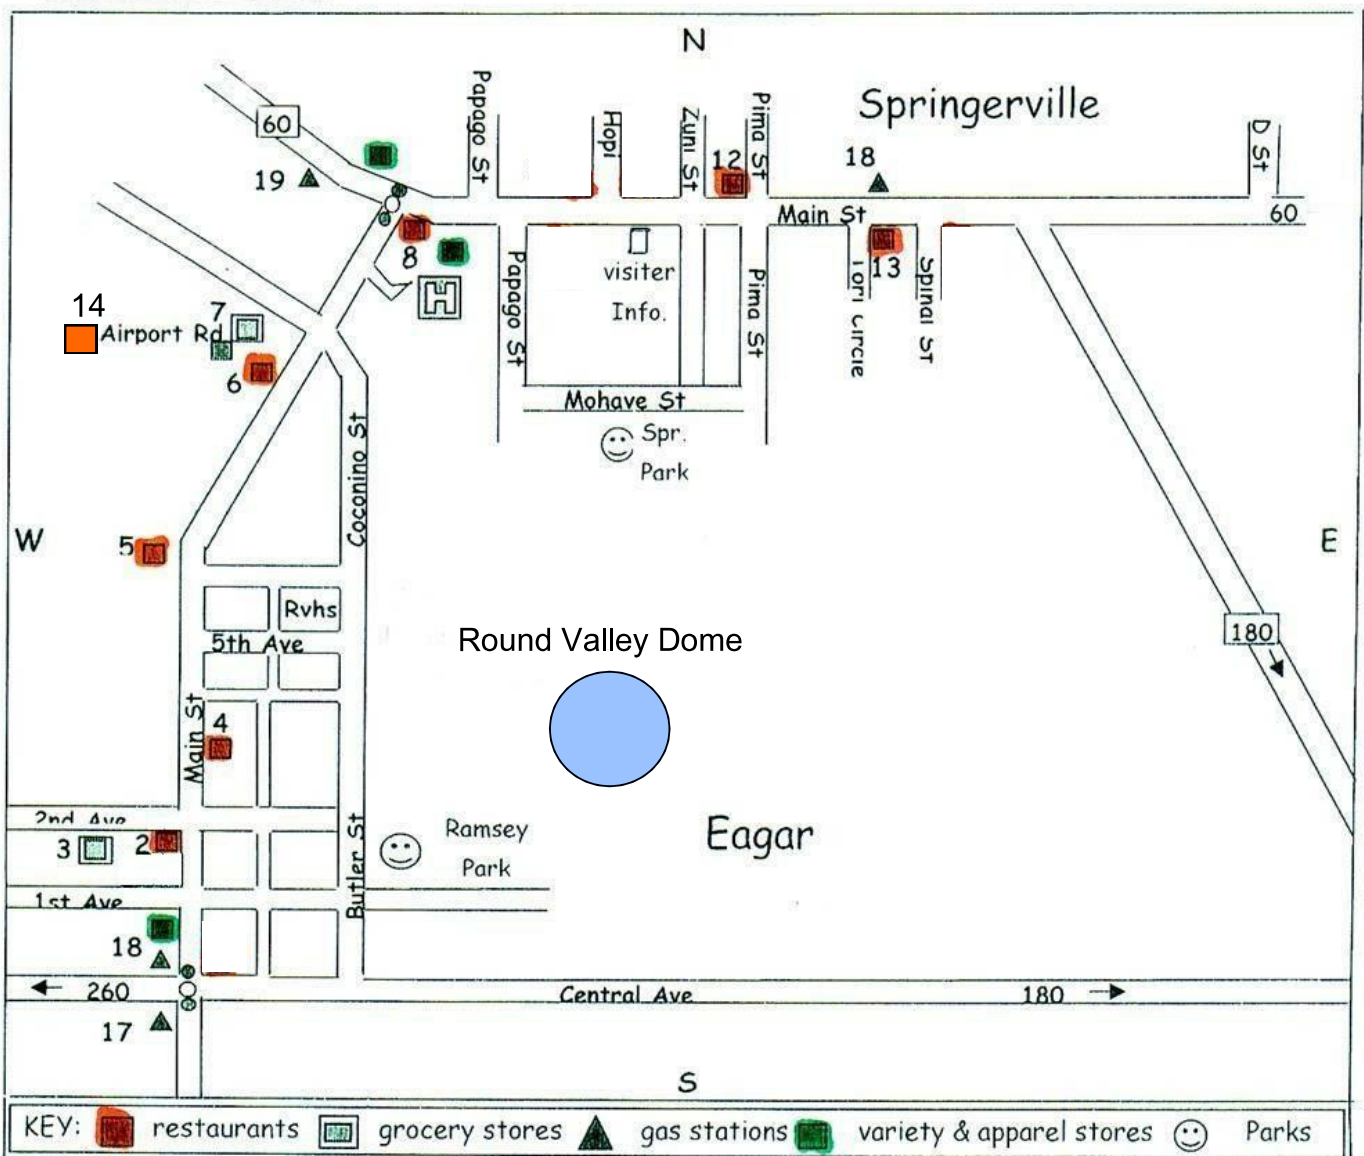 N
Springerville
60
Papago St
Hopi
Zuni St
Pima St
D St
12
18
19
Main St
60
8
H
visiter
Info.
Papago St
Pima St
13
Spinal St
14
7
Airport Rd
6
Mohave St
Spr.
Park
Coconino St
W
5
E
Rvhs
180
5th Ave
Round Valley Dome
Main St
4
2nd Ave
3
2
Butler St
Ramsey
Park
Eagar
1st Ave
18
260
Central Ave
180
17
S
KEY: restaurants grocery stores gas stations variety & apparel stores Parks